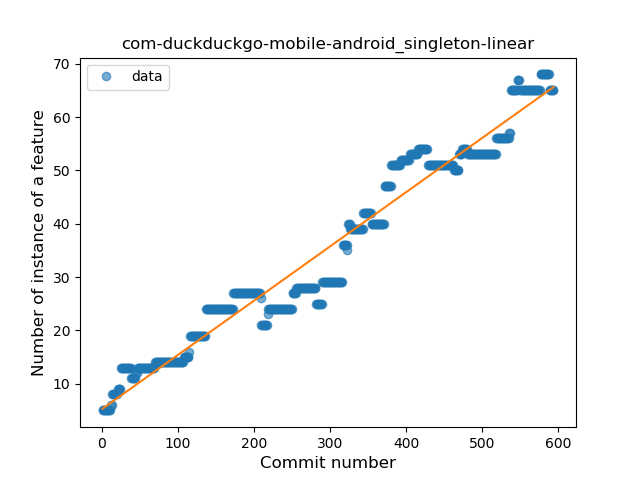 com-duckduckgo-mobile-android_singleton-linear
data
Number of instance of a feature
70
60
50
40
30
20
10
0 100 200 300 400 500 600
Commit number